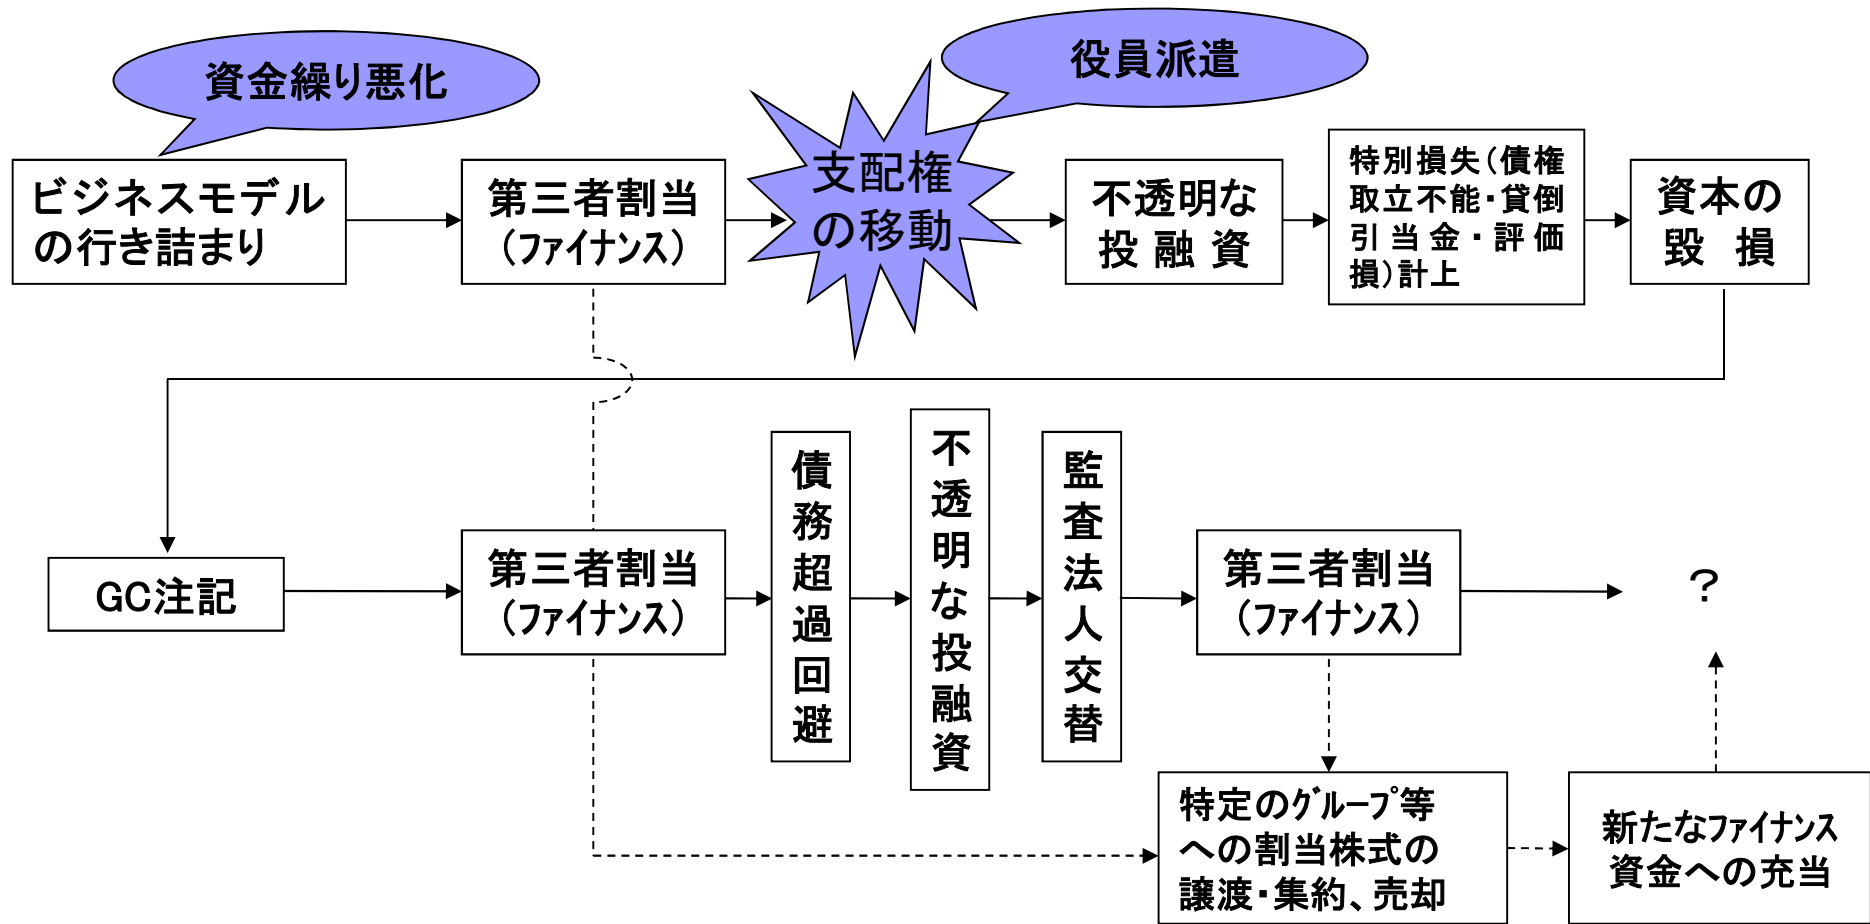 資金繰り悪化
役員派遣
ビジネスモデル
の行き詰まり
第三者割当
(ファイナンス)
支配権
の移動
不透明な
投融資
特別損失(債権
取立不能・貸倒
引当金・評価
損)計上
資本の
毀損
GC注記
第三者割当
(ファイナンス)
債務超過回避
不透明な投融資
監査法人交替
第三者割当
(ファイナンス)
?
特定のグループ等
への割当株式の
譲渡・集約、売却
新たなファイナンス
資金への充当